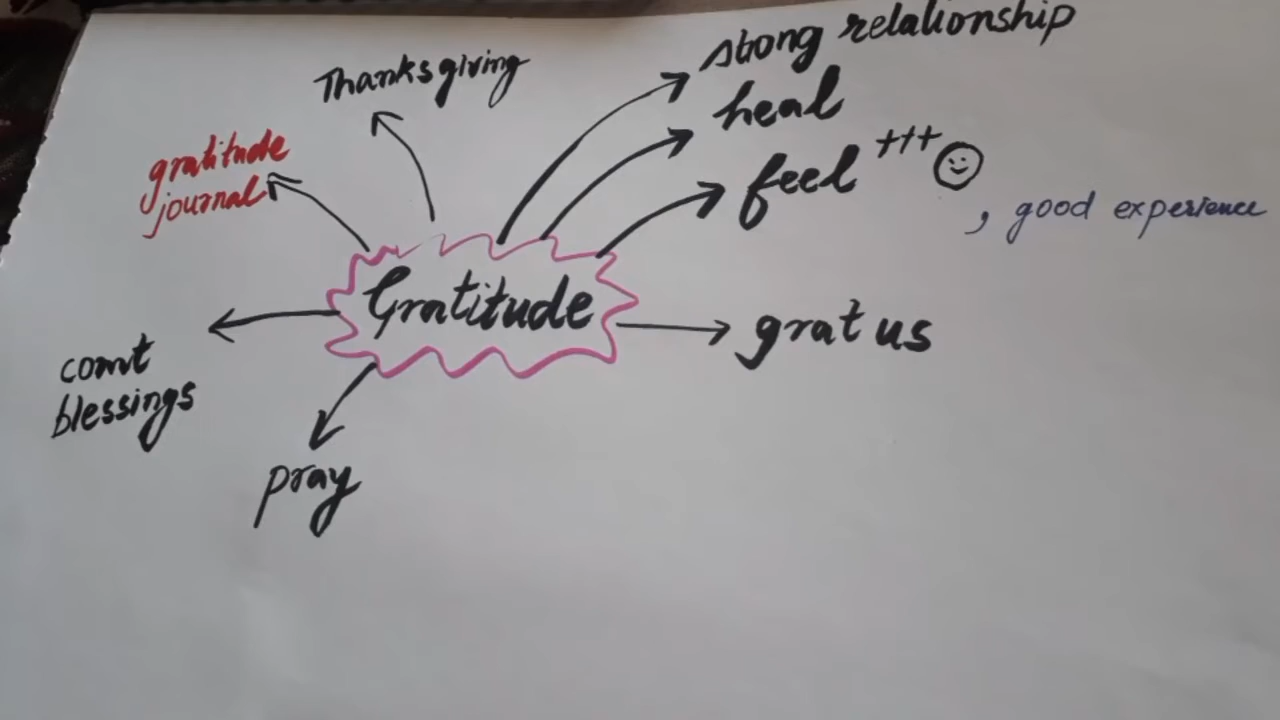 strong relationship
Thanksgiving
heal
gratitude
journal
feel +++
, good experience
Gratitude
gratus
count
blessings
pray